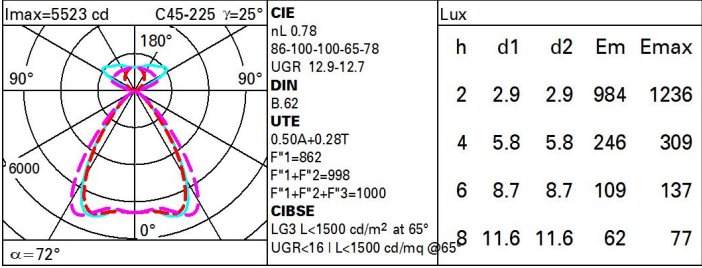 Imax=5523 cd C45-225 γ=25°
180°
90° 90°
6000
0°
α=72°
CIE
nL 0.78
86-100-100-65-78
UGR 12.9-12.7
DIN
B.62
UTE
0.50A+0.28T
F"1=862
F"1+F"2=998
F"1+F"2+F"3=1000
CIBSE
LG3 L<1500 cd/m² at 65°
UGR<16 | L<1500 cd/mq @65°
Lux
h d1 d2 Em Emax
2 2.9 2.9 984 1236
4 5.8 5.8 246 309
6 8.7 8.7 109 137
8 11.6 11.6 62 77